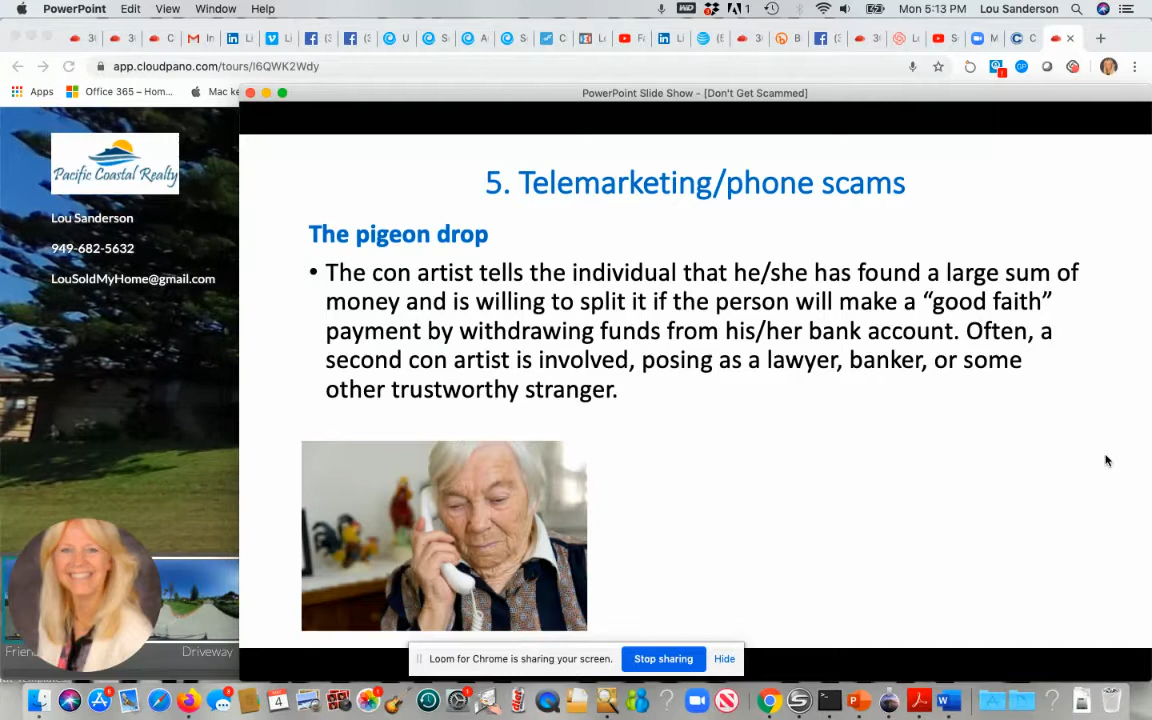 PowerPoint Edit View Window Help
Mon 5:13 PM Lou Sanderson
app.cloudpano.com/tours/I6QWK2Wdy
Apps Office 365 – Hom... Mac ke
PowerPoint Slide Show - [Don't Get Scammed]
Pacific Coastal Realty
Lou Sanderson
949-682-5632
LouSoldMyHome@gmail.com
5. Telemarketing/phone scams
The pigeon drop
• The con artist tells the individual that he/she has found a large sum of
money and is willing to split it if the person will make a “good faith”
payment by withdrawing funds from his/her bank account. Often, a
second con artist is involved, posing as a lawyer, banker, or some
other trustworthy stranger.
Frien
Driveway
Loom for Chrome is sharing your screen. Stop sharing Hide